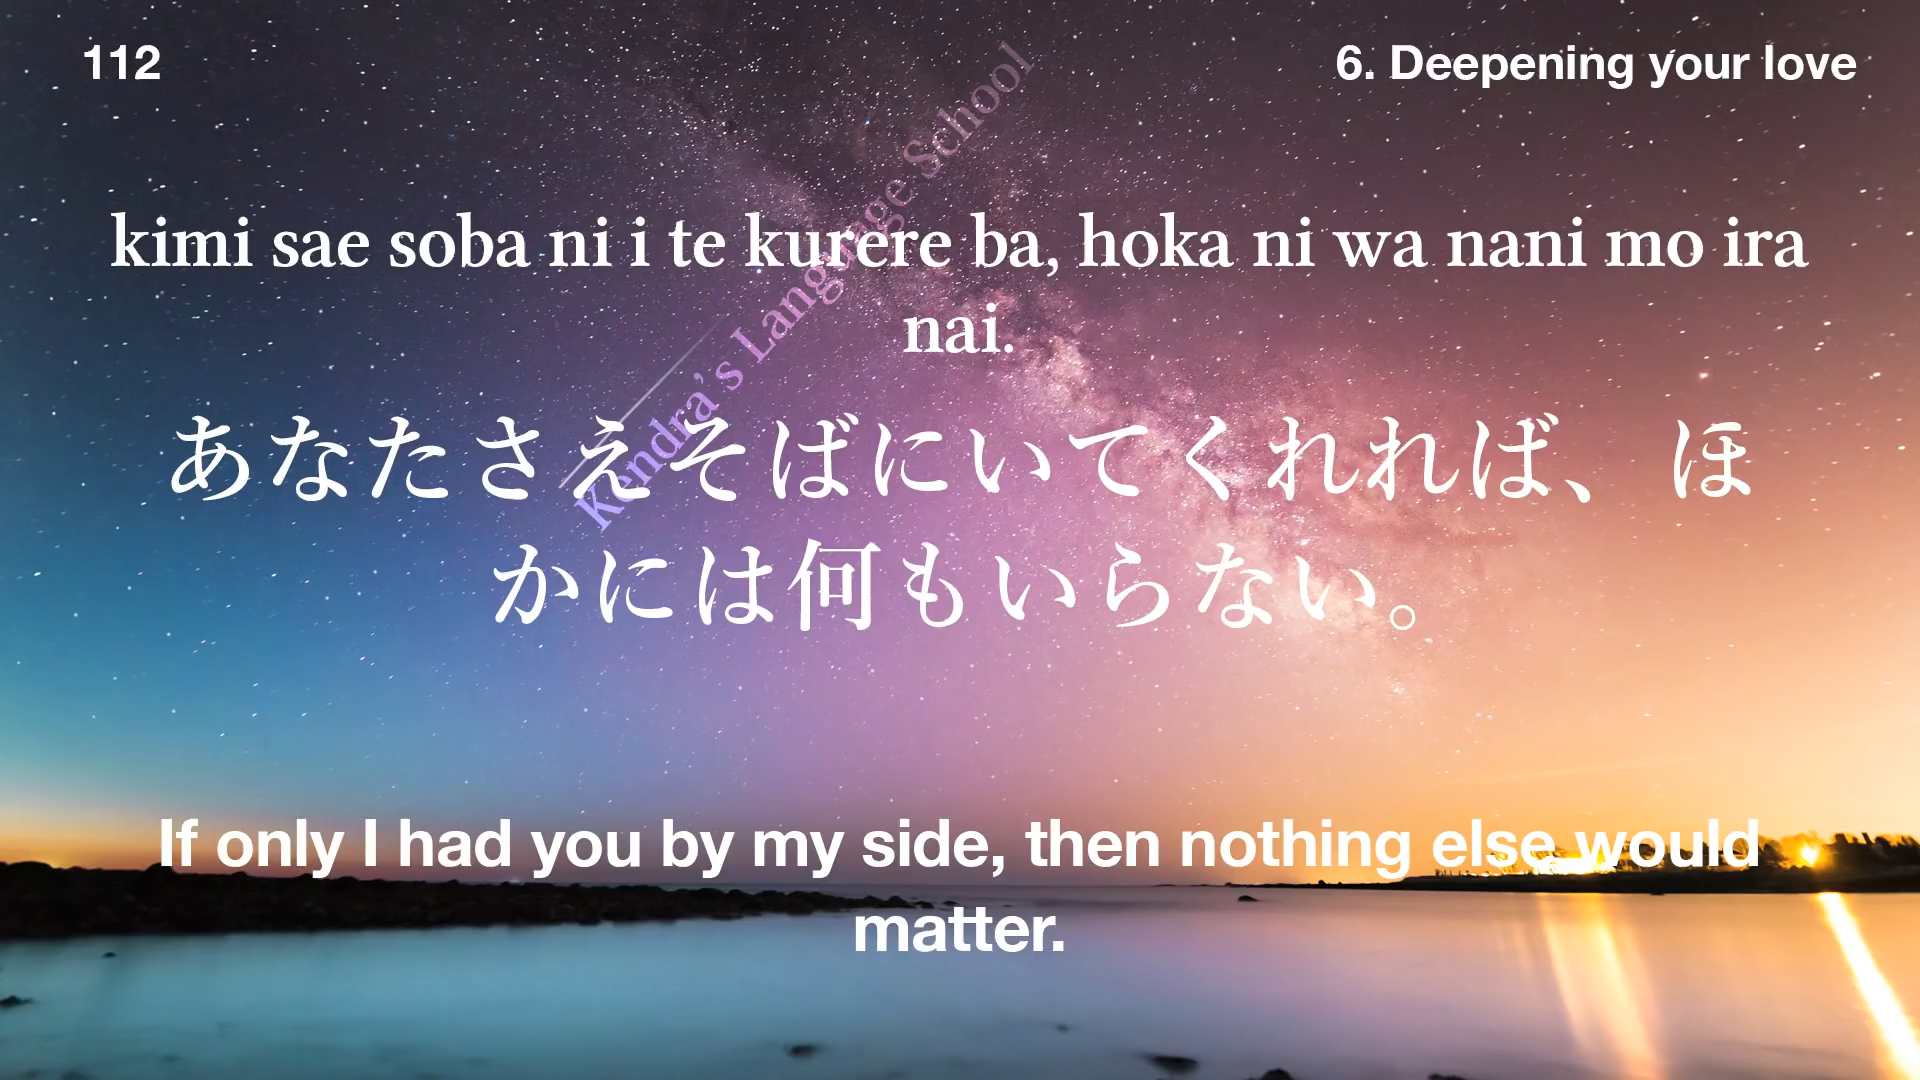 112
6. Deepening your love
kimi sae soba ni i te kurere ba, hoka ni wa nani mo ira
nai.
あなたさえそばにいてくれれば、ほ
かには何もいらない。
Kendra's Language School
If only I had you by my side, then nothing else would
matter.